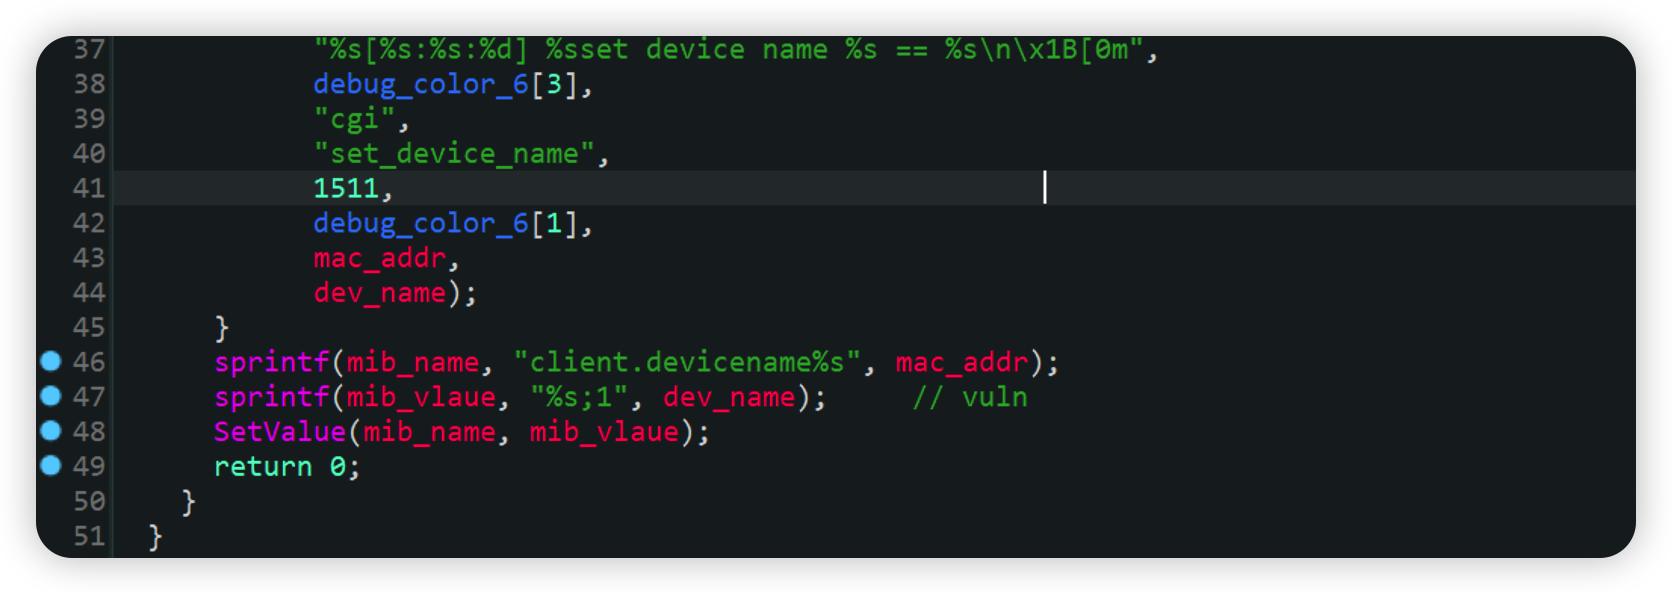 37 "%s[%s:%s:%d] %sset device name %s == %s\n\x1B[0m",
38 debug_color_6[3],
39 "cgi",
40 "set_device_name",
41 1511,
42 debug_color_6[1],
43 mac_addr,
44 dev_name);
45 }
46 sprintf(mib_name, "client.devicename%s", mac_addr);
47 sprintf(mib_vlaue, "%s;1", dev_name); // vuln
48 SetValue(mib_name, mib_vlaue);
49 return 0;
50 }
51 }